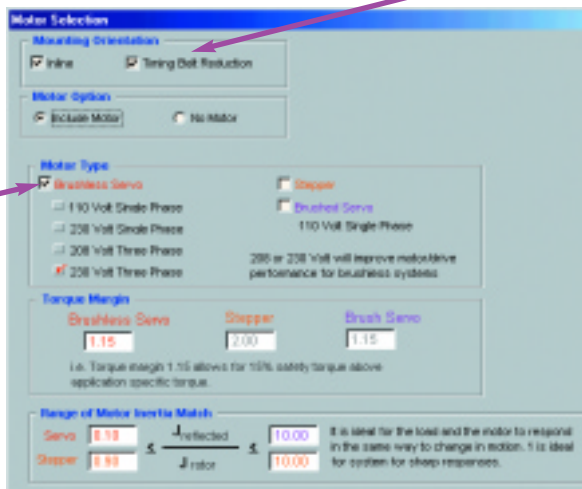 Motor Selection
Mounting Orientation
Inline Timing Belt Reduction
Motor Option
Include Motor No Motor
Motor Type
Brushless Servo Stepper
110 Volt Single Phase Brushed Servo
230 Volt Single Phase 110 Volt Single Phase
208 Volt Three Phase 208 or 230 Volt will improve motor/drive
230 Volt Three Phase performance for brushless systems
Torque Margin
Brushless Servo Stepper Brush Servo
1.15 2.00 1.15
i.e. Torque margin 1.15 allows for 15% safety torque above
application specific torque.
Range of Motor Inertia Match
Servo 0.10 ≤ J reflected ≤ 10.00 It is ideal for the load and the motor to respond
in the same way to change in motion. 1 is ideal
Stepper J rotor 10.00 for system for sharp responses.